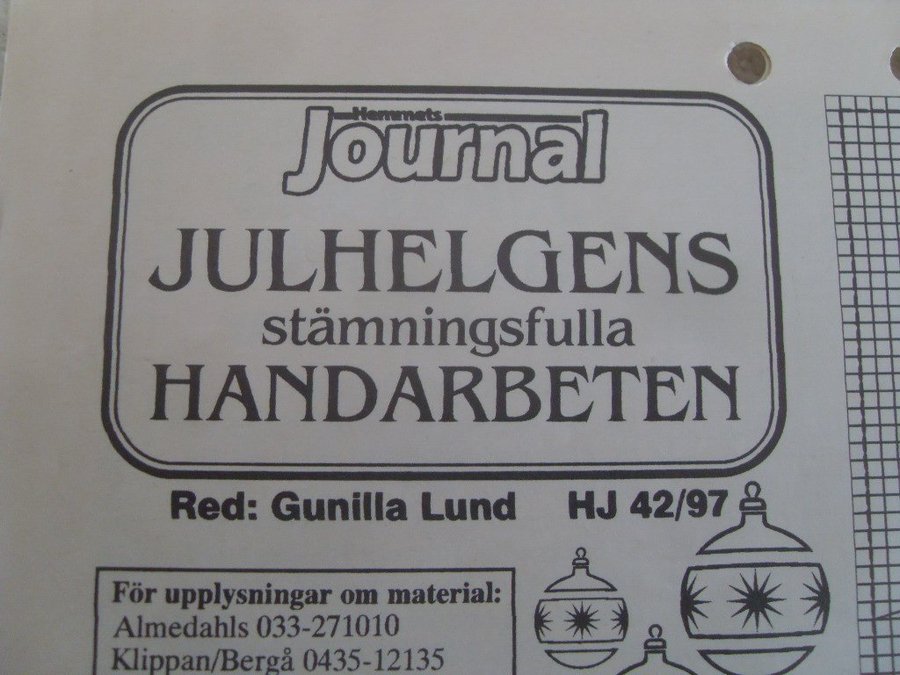 Hemmets
Journal
JULHELGENS
stämningsfulla
HANDARBETEN
Red: Gunilla Lund HJ 42/97
För upplysningar om material:
Almedahls 033-271010
Klippan/Bergå 0435-12135